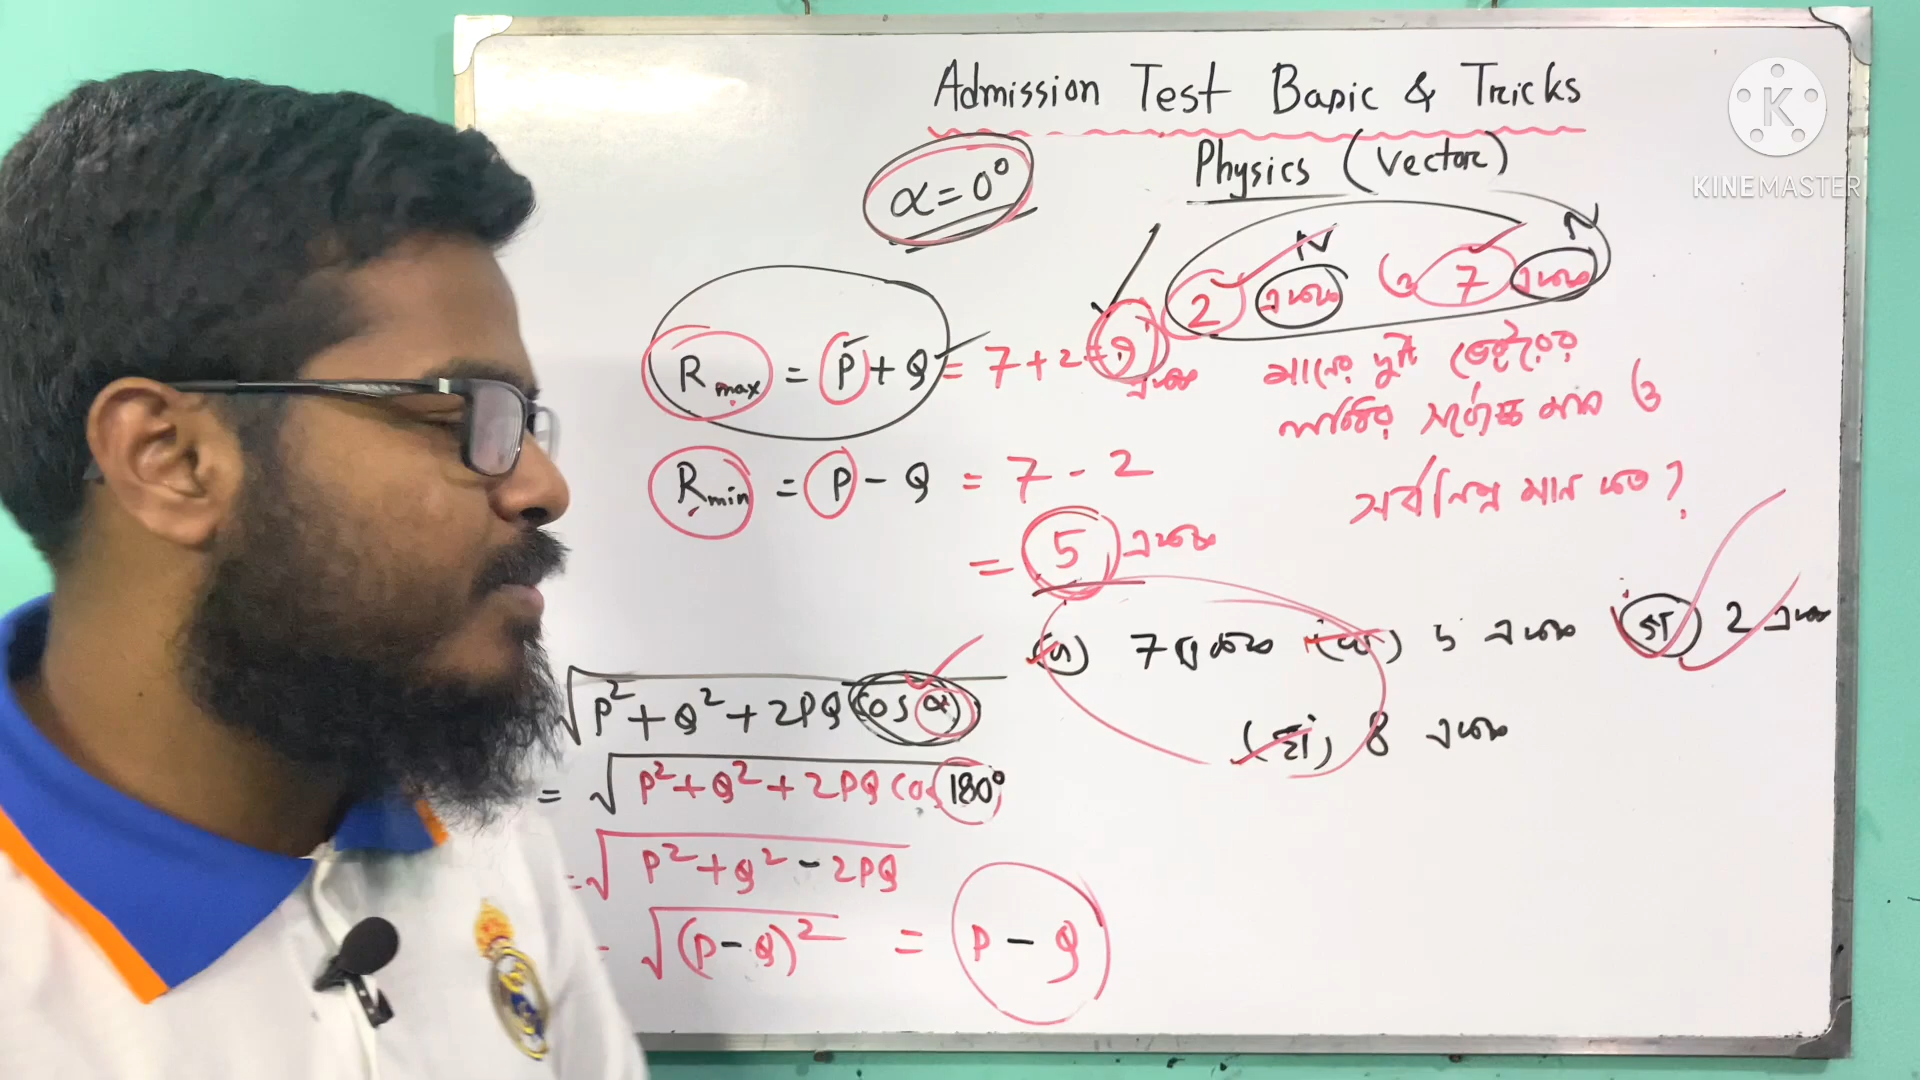 Admission Test Basic & Tricks
Physics (Vector)
KINEMASTER
α = 0°
N N
2 একক ও 7 একক
মানের দুটি ভেক্টরের
লব্ধির সর্বোচ্চ মান ও
সর্বনিম্ন মান কত?
R max = P + Q = 7 + 2 = 9 একক
R min = P - Q = 7 - 2
= 5 একক
7 একক 5 একক (গ) 2 একক
(ঘ) 8 একক
√P² + Q² + 2PQ cos α
= √P² + Q² + 2PQ cos 180°
= √P² + Q² - 2PQ
= √(P - Q)² = P - Q